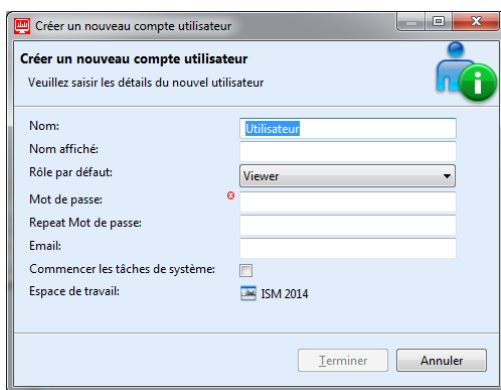 Créer un nouveau compte utilisateur
Créer un nouveau compte utilisateur
Veuillez saisir les détails du nouvel utilisateur
Nom: Utilisateur
Nom affiché:
Rôle par défaut: Viewer
Mot de passe:
Repeat Mot de passe:
Email:
Commencer les tâches de système:
Espace de travail: ISM 2014
Terminer Annuler